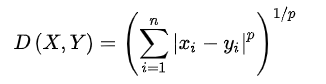 D (X, Y) = (∑_{i=1}^{n} |x_i − y_i|^p)^{1/p}